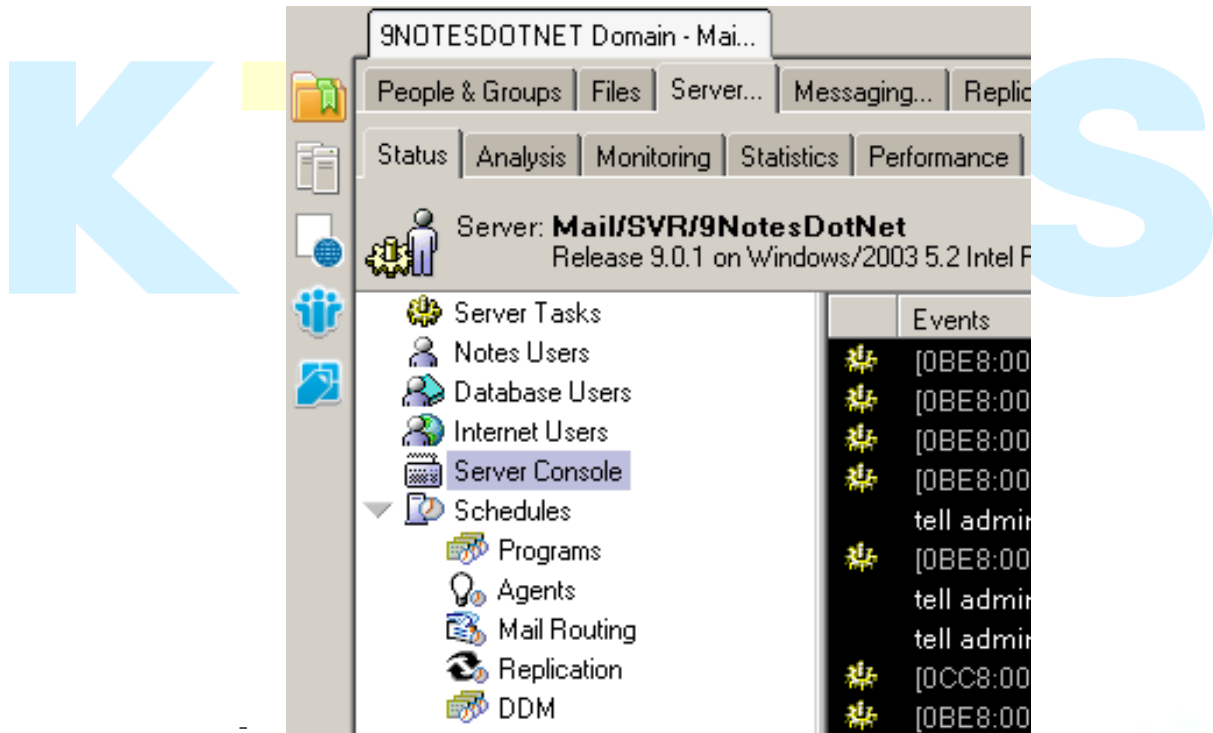 9NOTESDOTNET Domain - Mai...
People & Groups Files Server... Messaging... Replic
Status Analysis Monitoring Statistics Performance
Server: Mail/SVR/9NotesDotNet
Release 9.0.1 on Windows/2003 5.2 Intel P
Server Tasks
Notes Users
Database Users
Internet Users
Server Console
Schedules
Programs
Agents
Mail Routing
Replication
DDM
Events
[0BE8:00
[0BE8:00
[0BE8:00
[0BE8:00
tell admin
[0BE8:00
tell admin
tell admin
[0CC8:00
[0BE8:00
K
S
-